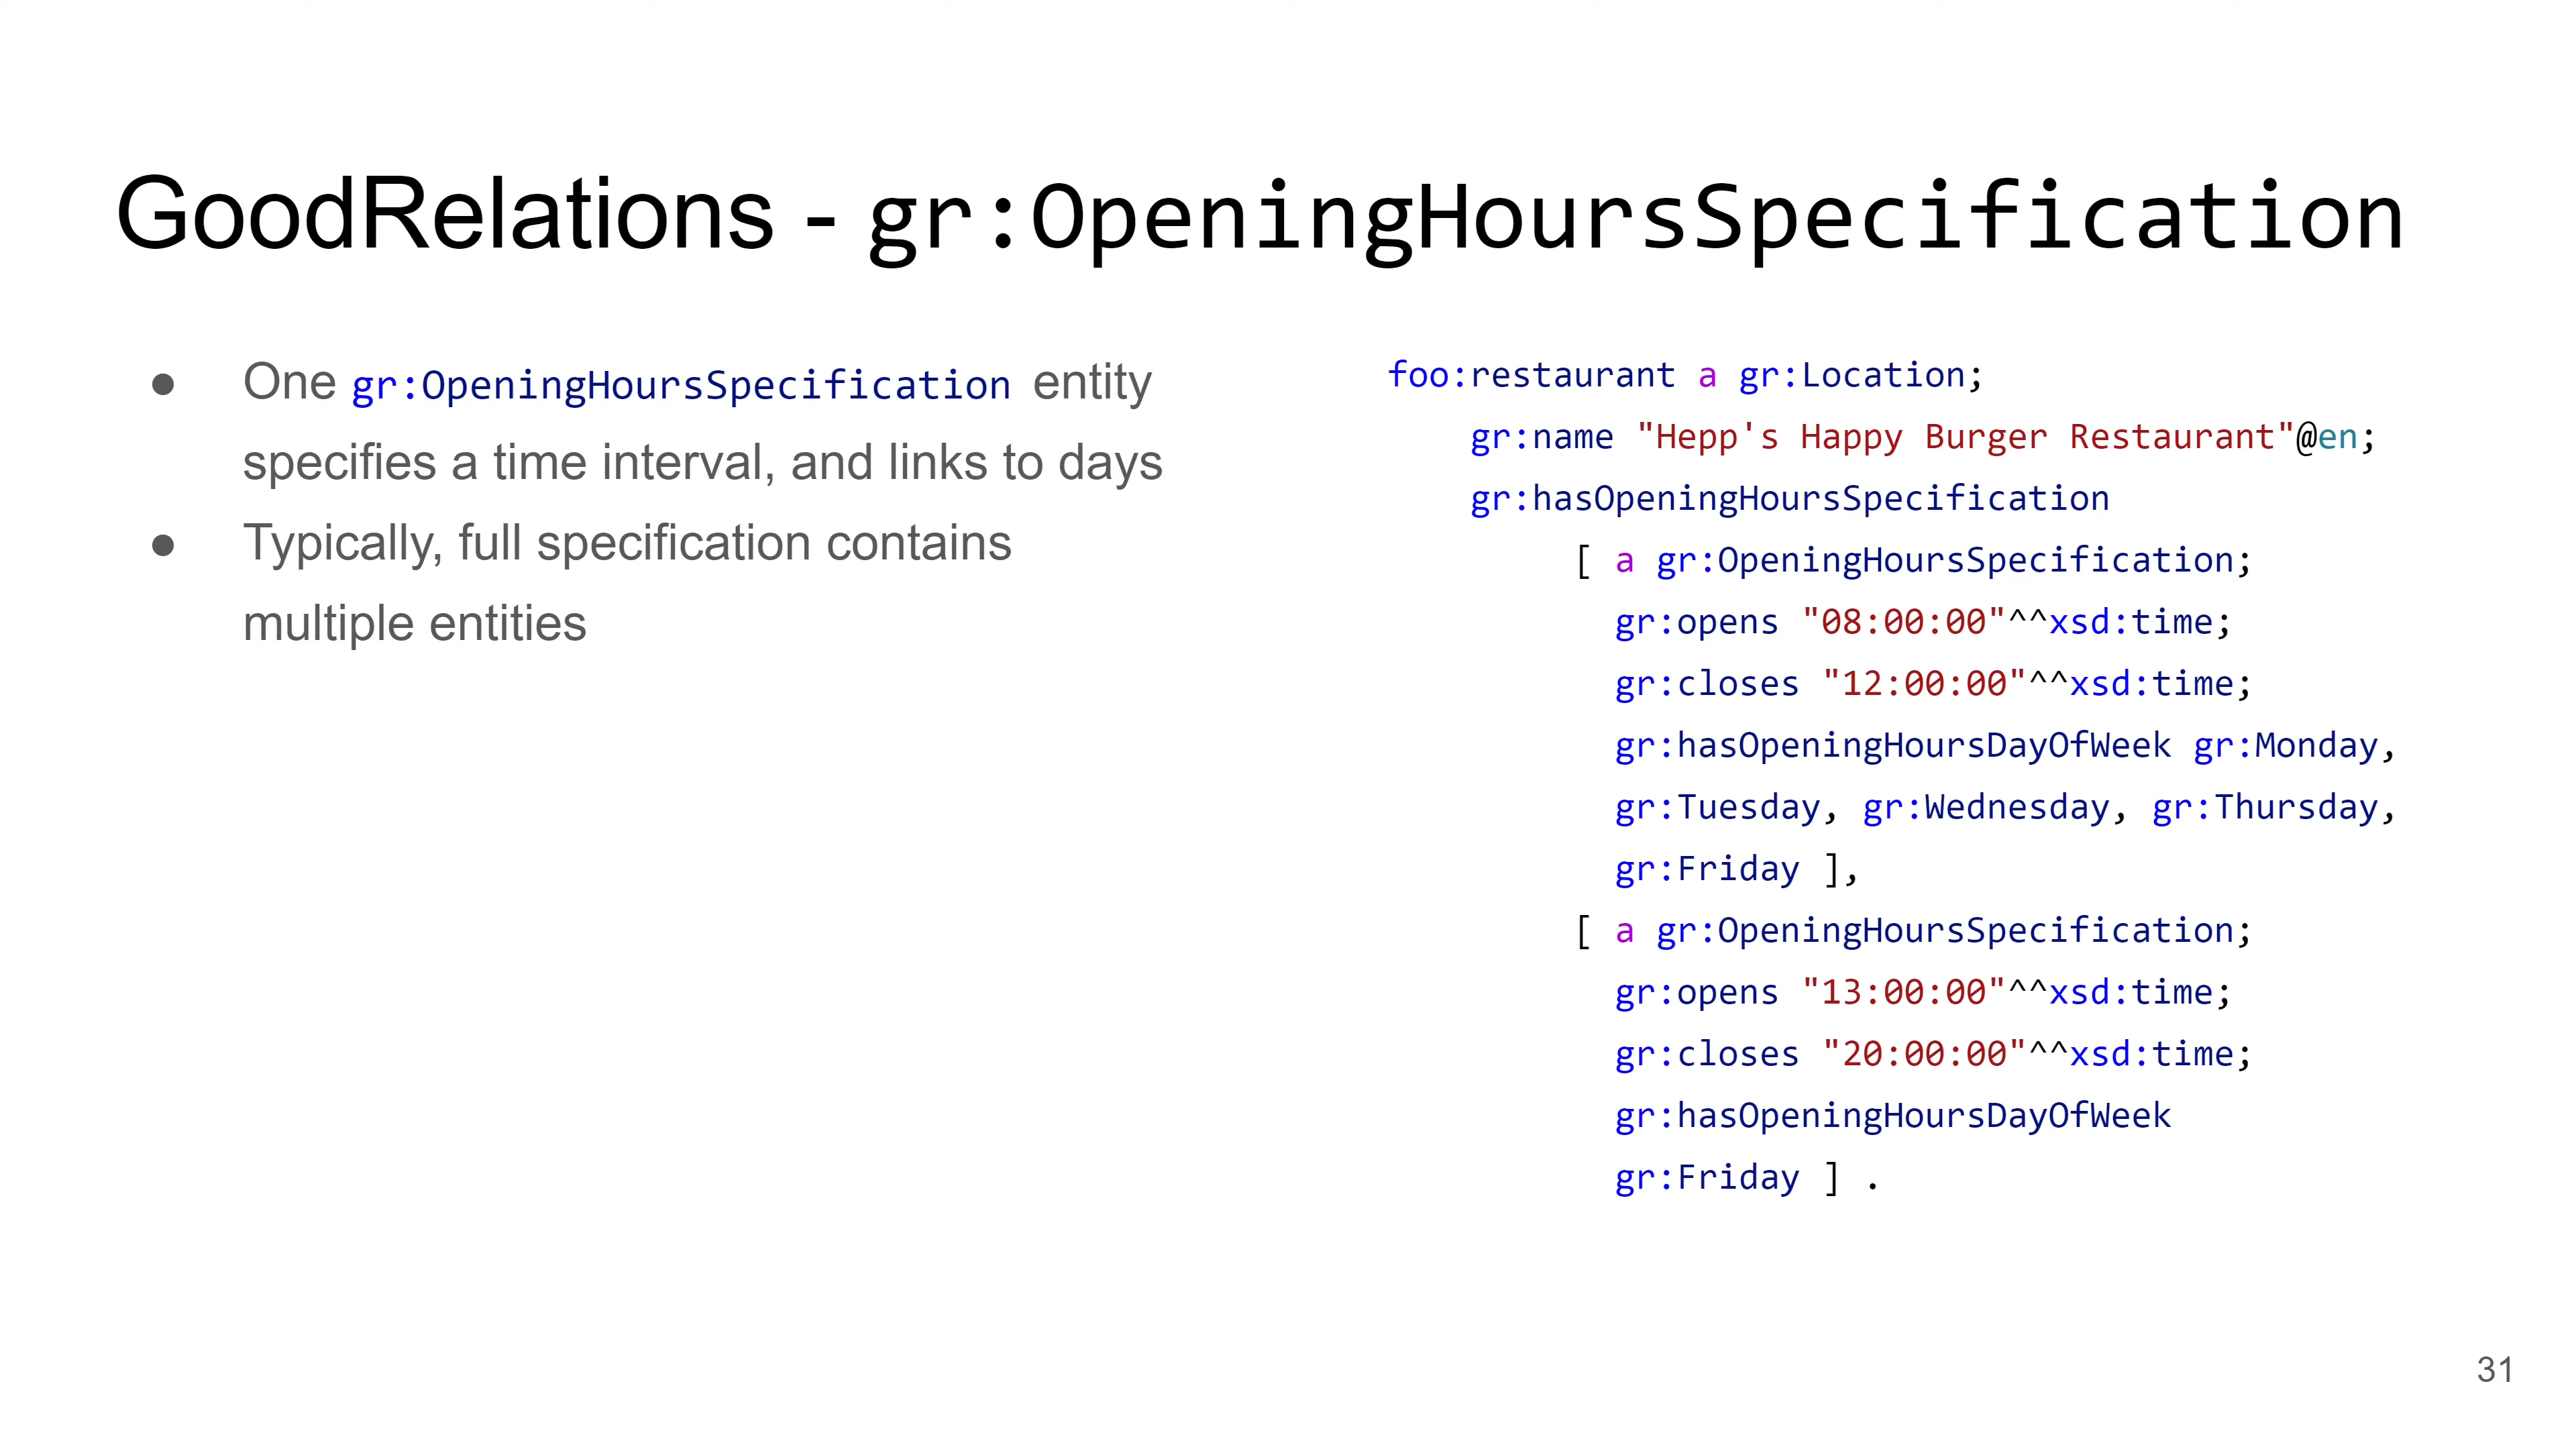 GoodRelations - gr:OpeningHoursSpecification
● One gr:OpeningHoursSpecification entity
specifies a time interval, and links to days
● Typically, full specification contains
multiple entities
foo:restaurant a gr:Location;
gr:name "Hepp's Happy Burger Restaurant"@en;
gr:hasOpeningHoursSpecification
[ a gr:OpeningHoursSpecification;
gr:opens "08:00:00"^^xsd:time;
gr:closes "12:00:00"^^xsd:time;
gr:hasOpeningHoursDayOfWeek gr:Monday,
gr:Tuesday, gr:Wednesday, gr:Thursday,
gr:Friday ],
[ a gr:OpeningHoursSpecification;
gr:opens "13:00:00"^^xsd:time;
gr:closes "20:00:00"^^xsd:time;
gr:hasOpeningHoursDayOfWeek
gr:Friday ] .
31